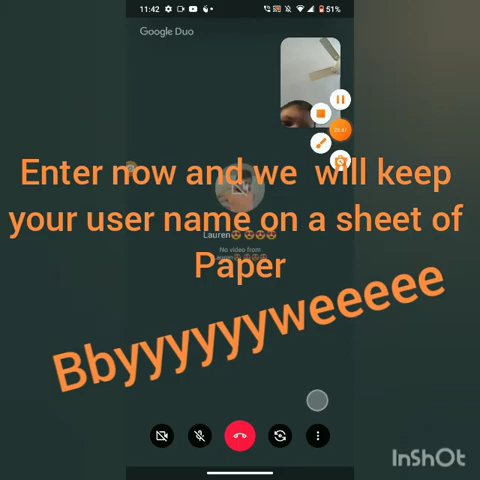 11:42
51%
Google Duo
Enter now and we will keep
your user name on a sheet of
Lauren😍 😍😍😍
No video from
Paper
Bbyyyyyyweeeee
InShOt